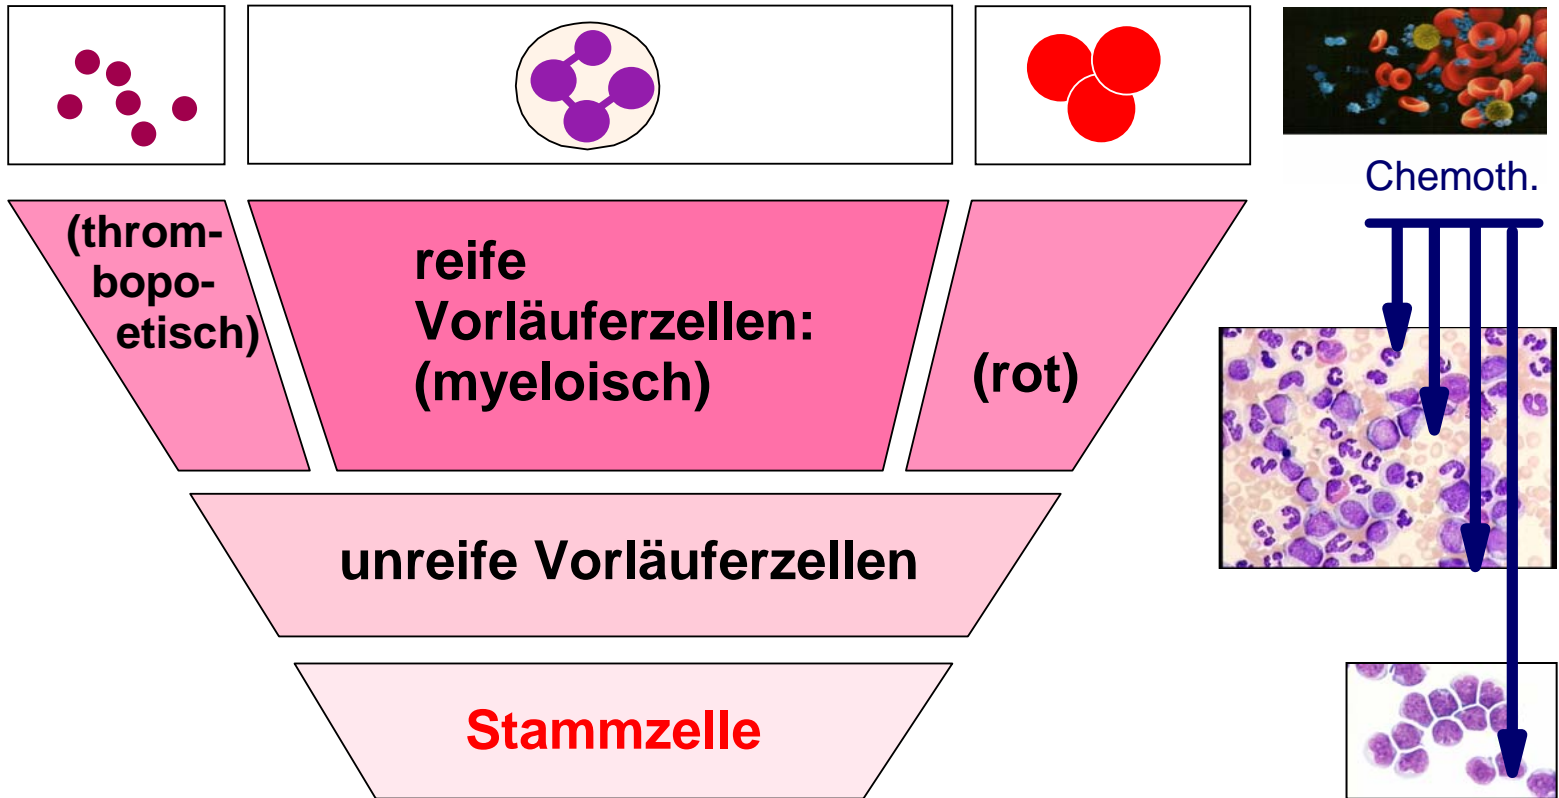 Chemoth.
(throm-
bopo-
etisch)
reife
Vorläuferzellen:
(myeloisch)
(rot)
unreife Vorläuferzellen
Stammzelle